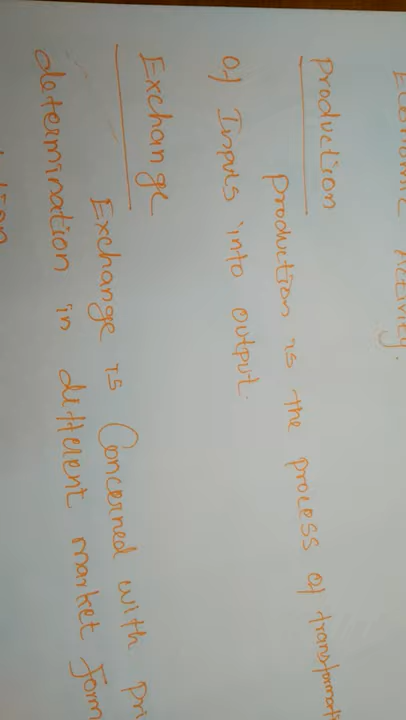 Economic Activity.
production
production is the process of transformati
of Inpus into output.
Exchange
Exchange is Concerned with pri
determination in different market form